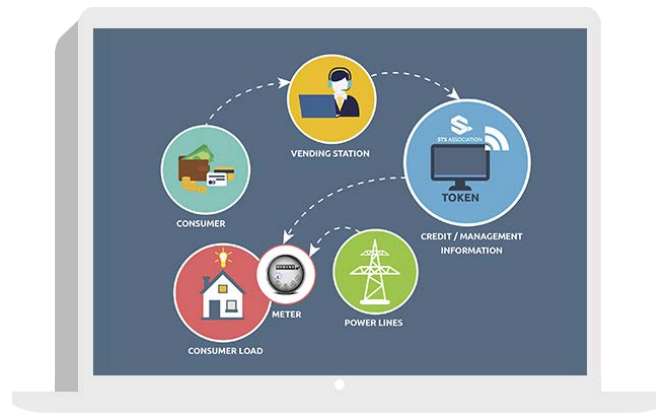 VENDING STATION
STS ASSOCIATION
TOKEN
CONSUMER
CREDIT / MANAGEMENT
INFORMATION
METER
POWER LINES
CONSUMER LOAD